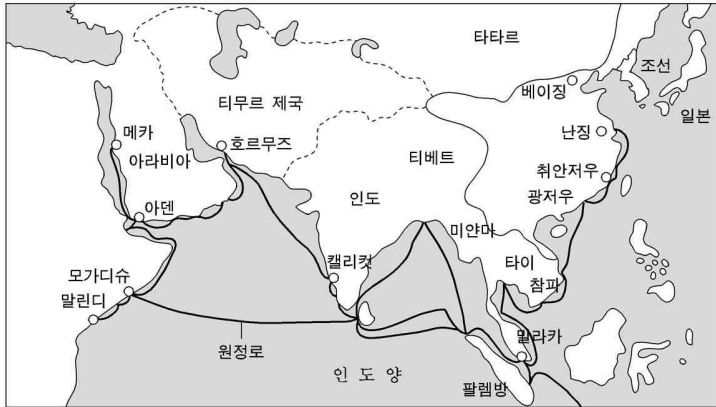 타타르
조선
베이징
티무르 제국
일본
난징
메카
호르무즈
아라비아
티베트
취안저우
광저우
인도
아덴
미얀마
캘리컷
타이
모가디슈
참파
말린디
말라카
원정로
인 도 양
팔렘방